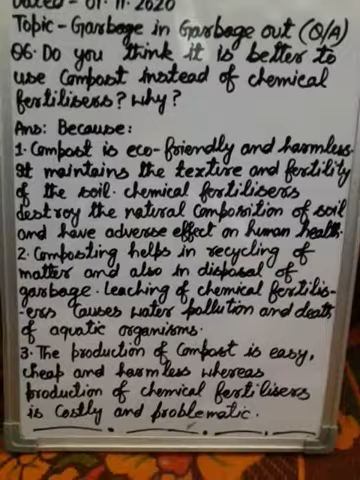 Dated - 01.11.2020
Topic - Garbage in Garbage out (Q/A)
Q6. Do you think it is better to
use Compost instead of chemical
fertilisers? Why?
Ans: Because:
1. Compost is eco-friendly and harmless.
It maintains the texture and fertility
of the soil. chemical fertilisers
destroy the natural Composition of soil
and have adverse effect on human health.
2. Composting helps in recycling of
matter and also in disposal of
garbage. leaching of chemical fertilis-
-ers causes water pollution and death
of aquatic organisms.
3. The production of Compost is easy,
cheap and harmless whereas
production of chemical fertilisers
is Costly and problematic.